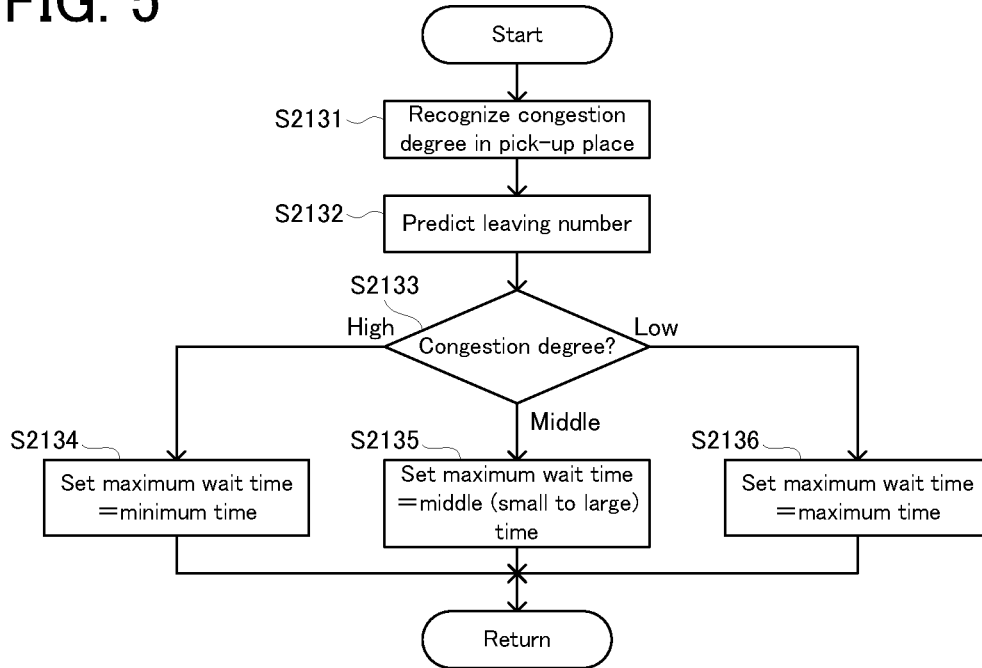 FIG. 5
Start
S2131
Recognize congestion
degree in pick-up place
S2132
Predict leaving number
S2133
High
Congestion degree?
Low
Middle
S2134
Set maximum wait time
=minimum time
S2135
Set maximum wait time
=middle (small to large)
time
S2136
Set maximum wait time
=maximum time
Return